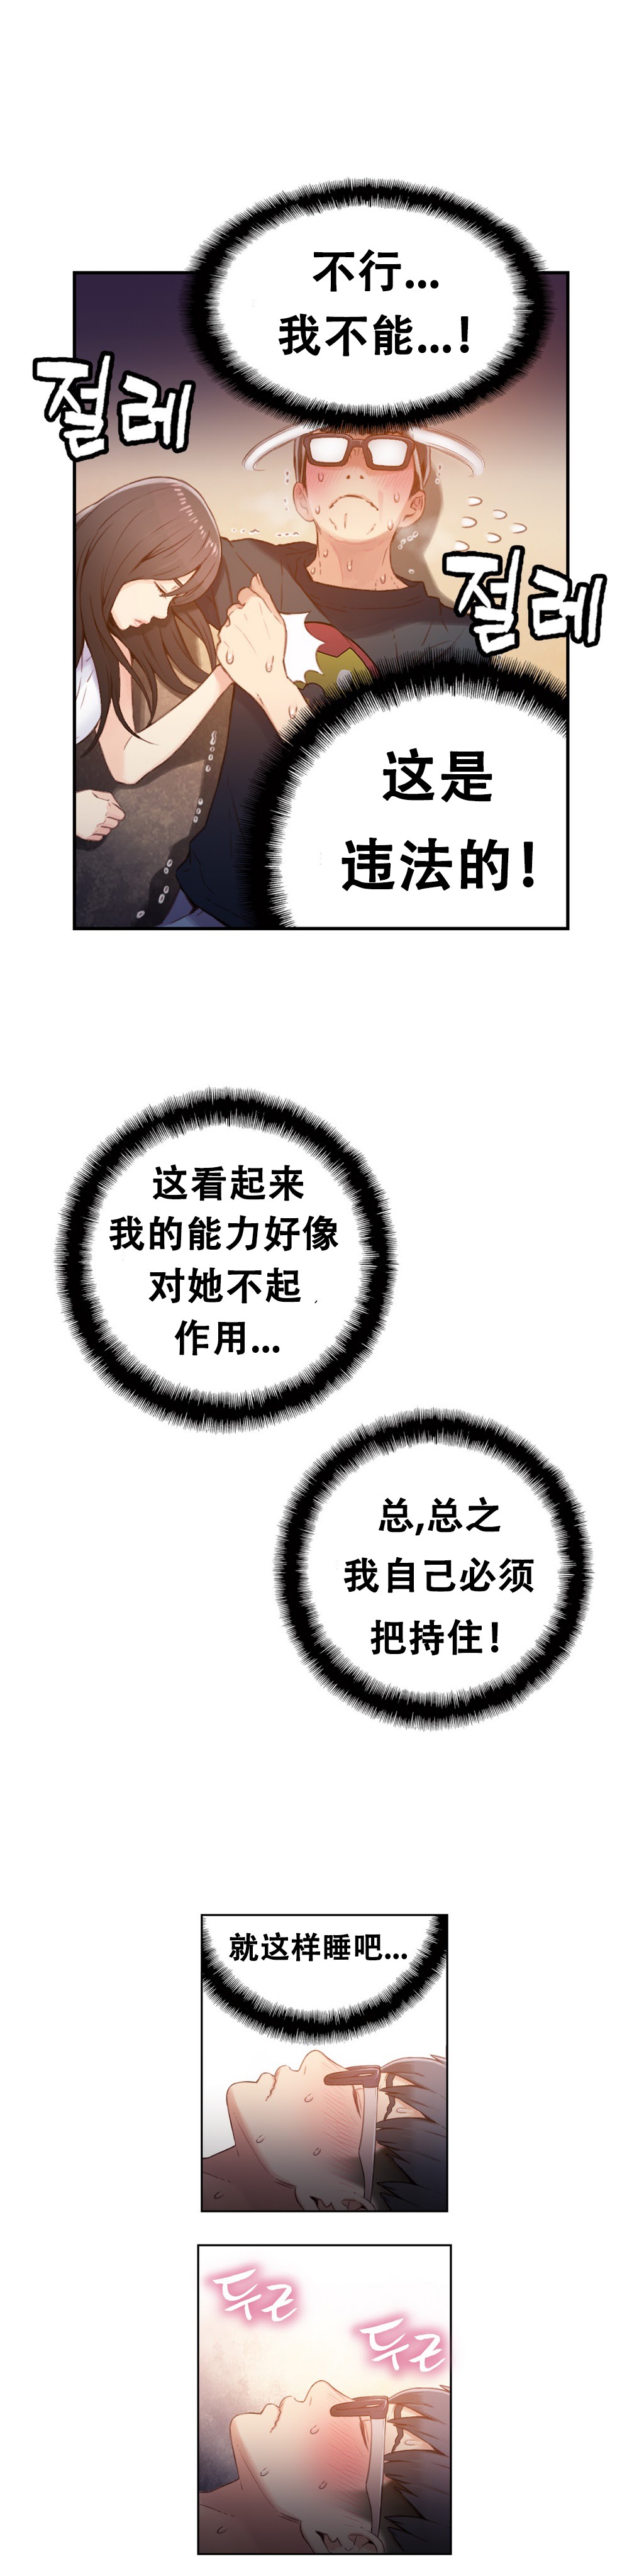 不行...
我不能...!
절레
절레
这是
违法的!
这看起来
我的能力好像
对她不起
作用...
总,总之
我自己必须
把持住!
就这样睡吧...
두근
두근